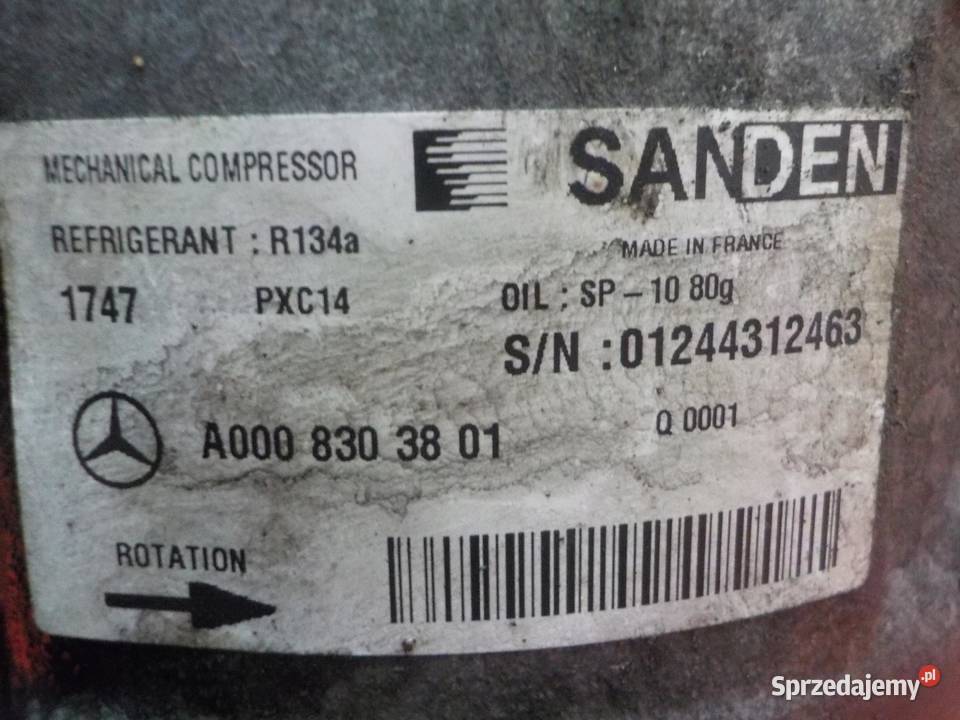 MECHANICAL COMPRESSOR
SANDEN
REFRIGERANT : R134a
MADE IN FRANCE
1747 PXC14
OIL : SP-10 80g
S/N :01244312463
A000 830 38 01
Q 0001
ROTATION
Sprzedajemy.pl